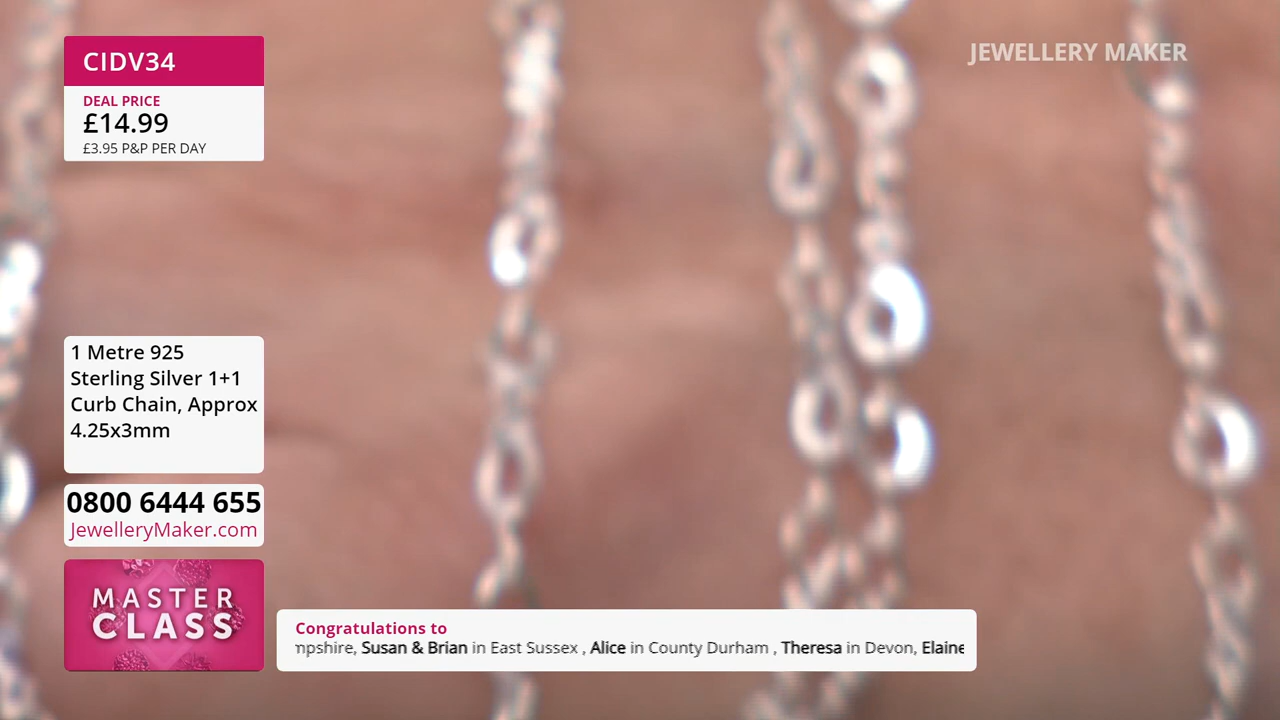 CIDV34
DEAL PRICE
£14.99
£3.95 P&P PER DAY
JEWELLERY MAKER
1 Metre 925
Sterling Silver 1+1
Curb Chain, Approx
4.25x3mm
0800 6444 655
JewelleryMaker.com
MASTER
CLASS
Congratulations to
mpshire, Susan & Brian in East Sussex , Alice in County Durham , Theresa in Devon, Elaine